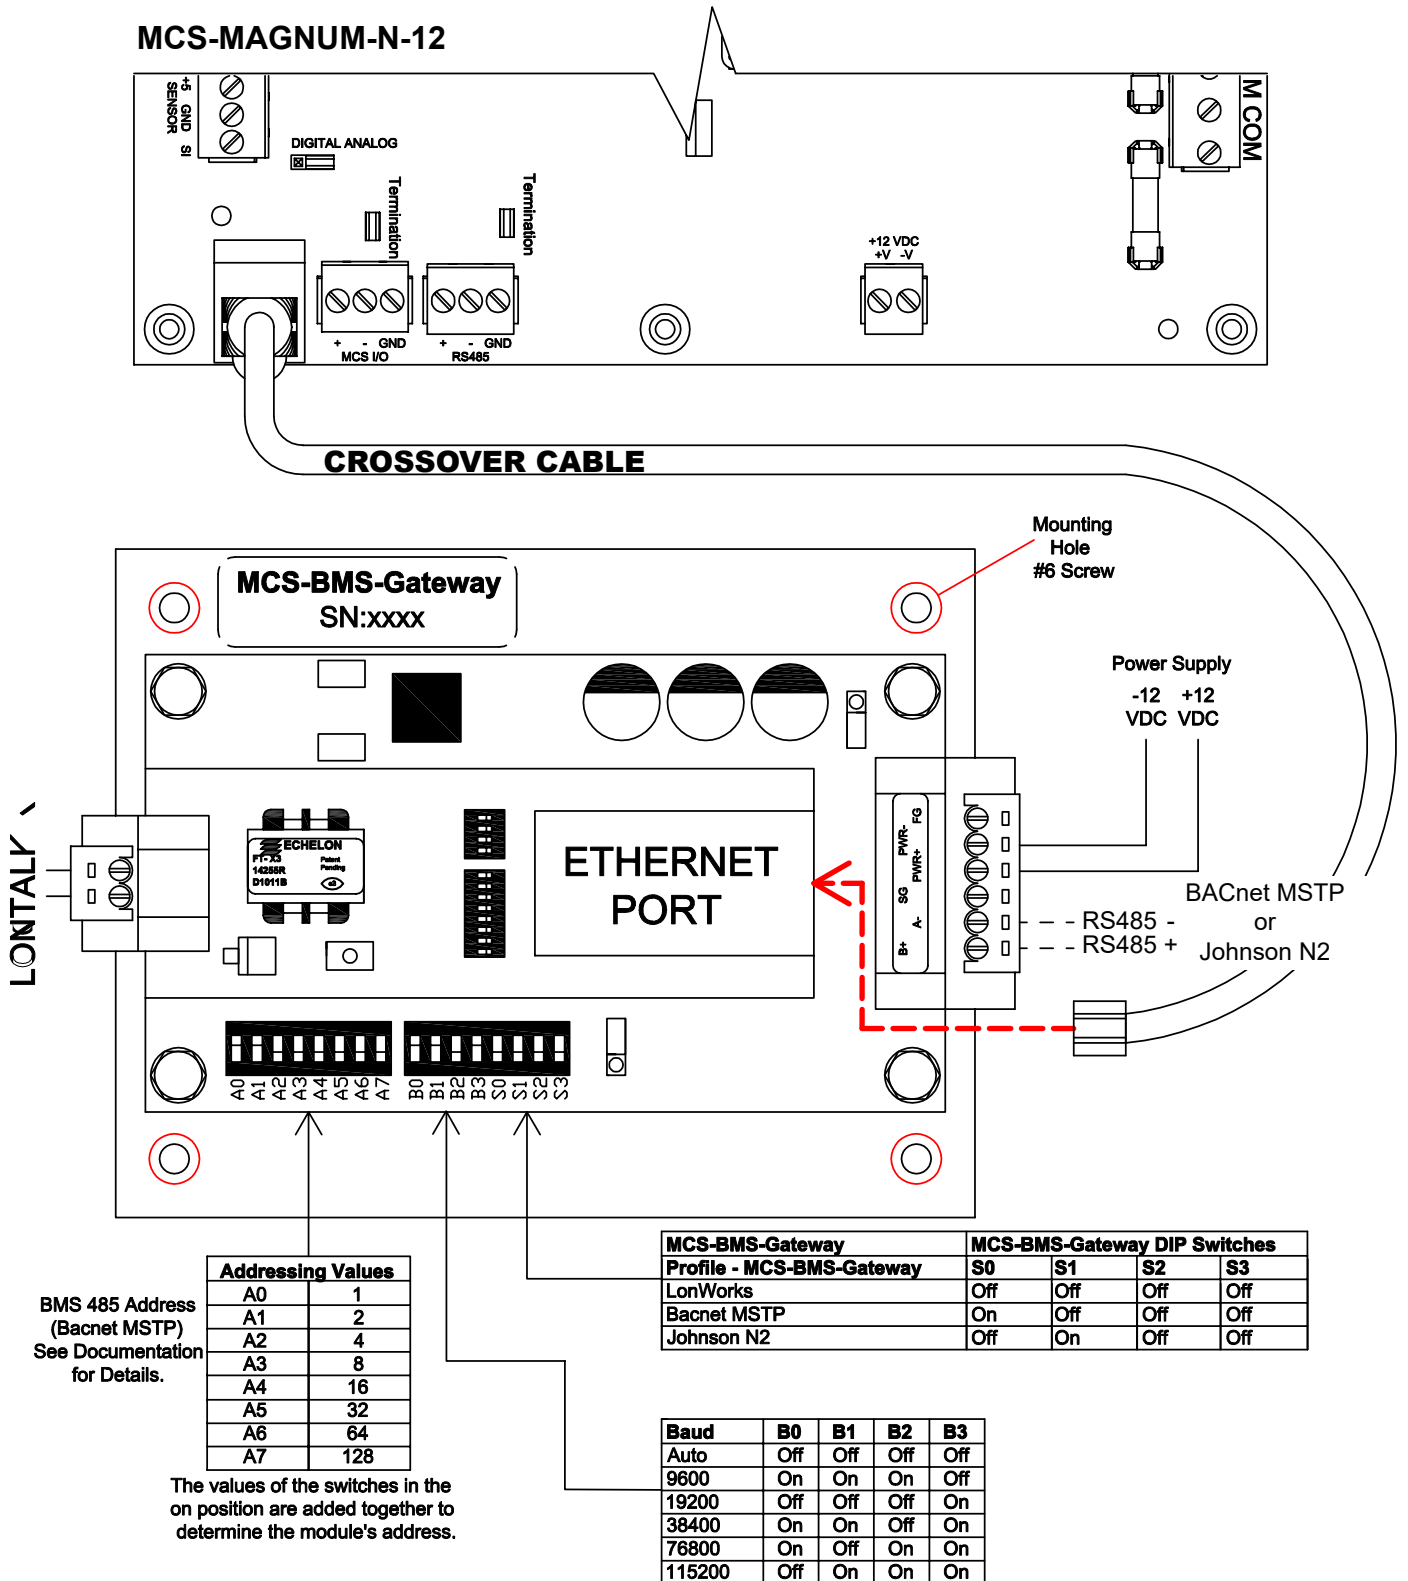 MCS-MAGNUM-N-12
+5 GND SI
SENSOR
DIGITAL ANALOG
Termination
Termination
M COM
+12 VDC
+V -V
+ - GND
MCS I/O
+ - GND
RS485
CROSSOVER CABLE
Mounting
Hole
#6 Screw
MCS-BMS-Gateway
SN:xxxx
Power Supply
-12 +12
VDC VDC
LONTALK
ECHELON
FT-X3
14255R
D1011B
Patent
Pending
ETHERNET
PORT
FG
PWR-
PWR+
SG
A-
B+
RS485 -
RS485 +
BACnet MSTP
or
Johnson N2
A0 A1 A2 A3 A4 A5 A6 A7
B0 B1 B2 B3 S0 S1 S2 S3
BMS 485 Address
(Bacnet MSTP)
See Documentation
for Details.
Addressing Values
A0 1
A1 2
A2 4
A3 8
A4 16
A5 32
A6 64
A7 128
The values of the switches in the
on position are added together to
determine the module's address.
MCS-BMS-Gateway MCS-BMS-Gateway DIP Switches
Profile - MCS-BMS-Gateway S0 S1 S2 S3
LonWorks Off Off Off Off
Bacnet MSTP On Off Off Off
Johnson N2 Off On Off Off
Baud B0 B1 B2 B3
Auto Off Off Off Off
9600 On On On Off
19200 Off Off Off On
38400 On On Off On
76800 On Off On On
115200 Off On On On